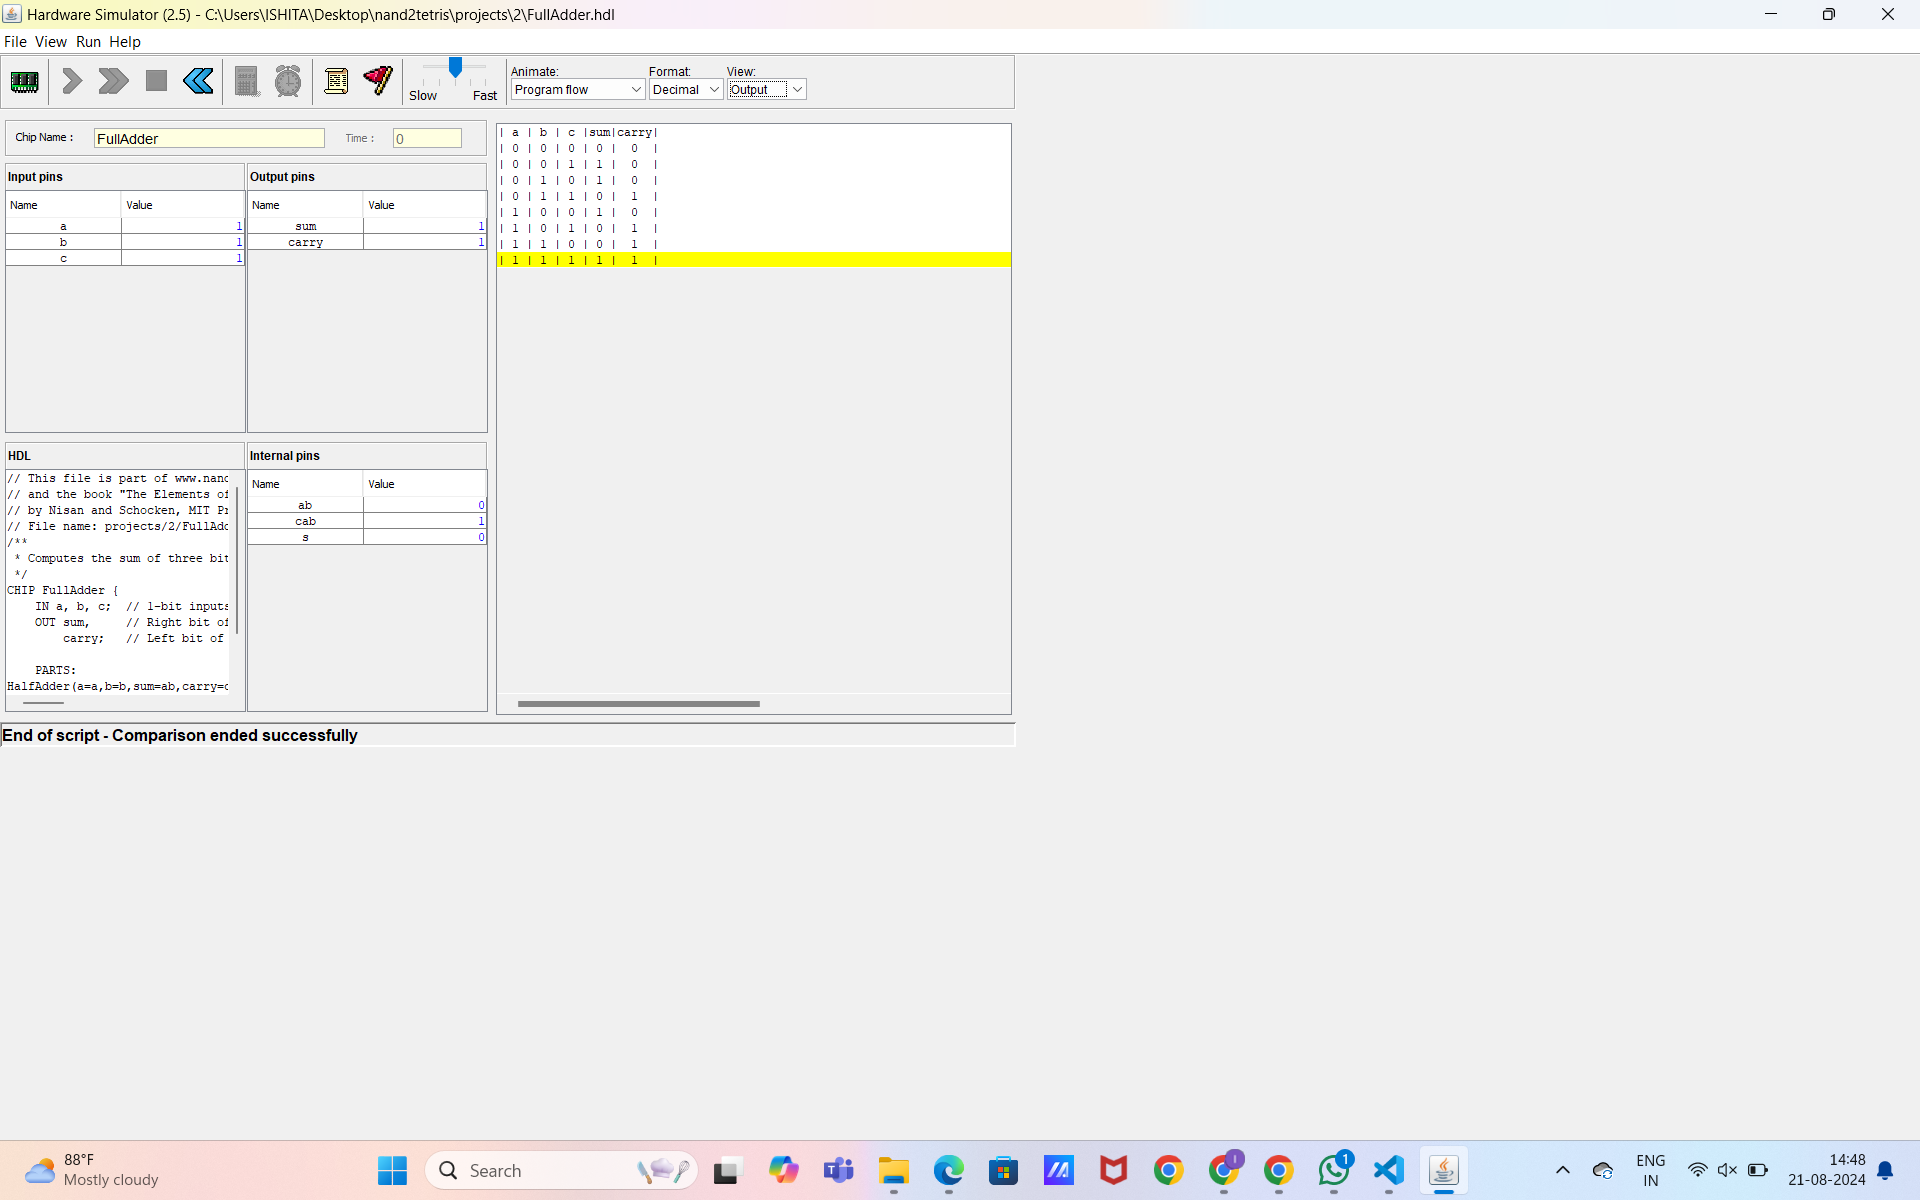 Hardware Simulator (2.5) - C:\Users\ISHITA\Desktop\nand2tetris\projects\2\FullAdder.hdl
File View Run Help
Slow Fast
Animate: Format: View:
Program flow Decimal Output
Chip Name : FullAdder Time : 0
Input pins
Name Value
a 1
b 1
c 1
Output pins
Name Value
sum 1
carry 1
| a | b | c |sum|carry|
| 0 | 0 | 0 | 0 | 0 |
| 0 | 0 | 1 | 1 | 0 |
| 0 | 1 | 0 | 1 | 0 |
| 0 | 1 | 1 | 0 | 1 |
| 1 | 0 | 0 | 1 | 0 |
| 1 | 0 | 1 | 0 | 1 |
| 1 | 1 | 0 | 0 | 1 |
| 1 | 1 | 1 | 1 | 1 |
HDL
// This file is part of www.nand
// and the book "The Elements of
// by Nisan and Schocken, MIT Pr
// File name: projects/2/FullAdd
/**
* Computes the sum of three bit
*/
CHIP FullAdder {
IN a, b, c; // 1-bit inputs
OUT sum, // Right bit of
carry; // Left bit of
PARTS:
HalfAdder(a=a,b=b,sum=ab,carry=c
Internal pins
Name Value
ab 0
cab 1
s 0
End of script - Comparison ended successfully
88°F
Mostly cloudy
Search
I
1
ENG
IN
14:48
21-08-2024